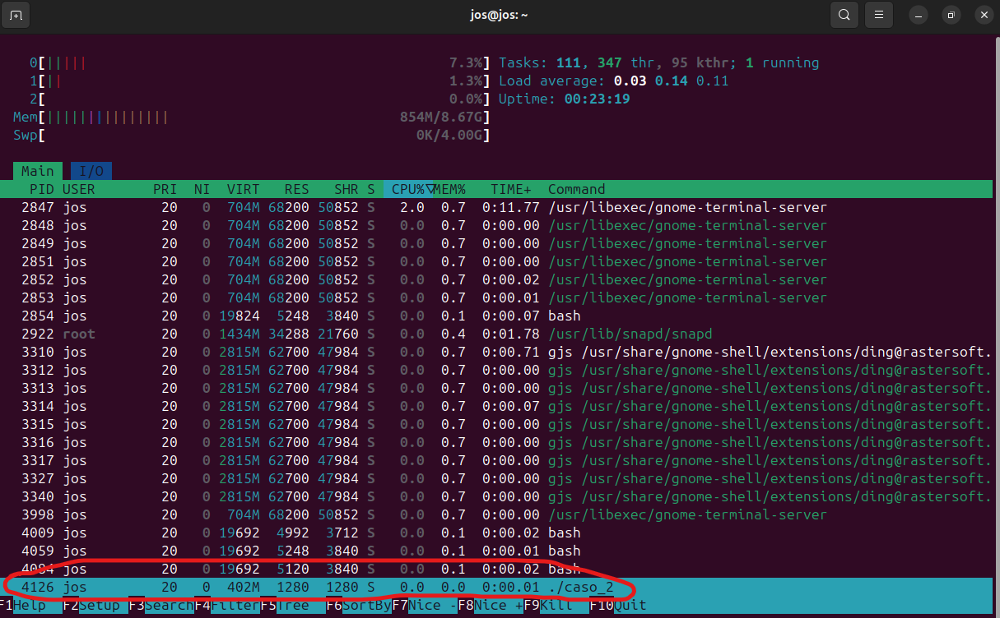 jos@jos: ~
0[||||| 7.3%] Tasks: 111, 347 thr, 95 kthr; 1 running
1[|| 1.3%] Load average: 0.03 0.14 0.11
2[ 0.0%] Uptime: 00:23:19
Mem[||||||||||||||| 854M/8.67G]
Swp[ 0K/4.00G]
Main I/O
PID USER PRI NI VIRT RES SHR S CPU%▽MEM% TIME+ Command
2847 jos 20 0 704M 68200 50852 S 2.0 0.7 0:11.77 /usr/libexec/gnome-terminal-server
2848 jos 20 0 704M 68200 50852 S 0.0 0.7 0:00.00 /usr/libexec/gnome-terminal-server
2849 jos 20 0 704M 68200 50852 S 0.0 0.7 0:00.00 /usr/libexec/gnome-terminal-server
2851 jos 20 0 704M 68200 50852 S 0.0 0.7 0:00.00 /usr/libexec/gnome-terminal-server
2852 jos 20 0 704M 68200 50852 S 0.0 0.7 0:00.02 /usr/libexec/gnome-terminal-server
2853 jos 20 0 704M 68200 50852 S 0.0 0.7 0:00.01 /usr/libexec/gnome-terminal-server
2854 jos 20 0 19824 5248 3840 S 0.0 0.1 0:00.07 bash
2922 root 20 0 1434M 34288 21760 S 0.0 0.4 0:01.78 /usr/lib/snapd/snapd
3310 jos 20 0 2815M 62700 47984 S 0.0 0.7 0:00.71 gjs /usr/share/gnome-shell/extensions/ding@rastersoft.
3312 jos 20 0 2815M 62700 47984 S 0.0 0.7 0:00.00 gjs /usr/share/gnome-shell/extensions/ding@rastersoft.
3313 jos 20 0 2815M 62700 47984 S 0.0 0.7 0:00.00 gjs /usr/share/gnome-shell/extensions/ding@rastersoft.
3314 jos 20 0 2815M 62700 47984 S 0.0 0.7 0:00.07 gjs /usr/share/gnome-shell/extensions/ding@rastersoft.
3315 jos 20 0 2815M 62700 47984 S 0.0 0.7 0:00.00 gjs /usr/share/gnome-shell/extensions/ding@rastersoft.
3316 jos 20 0 2815M 62700 47984 S 0.0 0.7 0:00.00 gjs /usr/share/gnome-shell/extensions/ding@rastersoft.
3317 jos 20 0 2815M 62700 47984 S 0.0 0.7 0:00.00 gjs /usr/share/gnome-shell/extensions/ding@rastersoft.
3327 jos 20 0 2815M 62700 47984 S 0.0 0.7 0:00.00 gjs /usr/share/gnome-shell/extensions/ding@rastersoft.
3340 jos 20 0 2815M 62700 47984 S 0.0 0.7 0:00.00 gjs /usr/share/gnome-shell/extensions/ding@rastersoft.
3998 jos 20 0 704M 68200 50852 S 0.0 0.7 0:00.00 /usr/libexec/gnome-terminal-server
4009 jos 20 0 19692 4992 3712 S 0.0 0.1 0:00.02 bash
4059 jos 20 0 19692 5248 3840 S 0.0 0.1 0:00.01 bash
4084 jos 20 0 19692 5120 3840 S 0.0 0.1 0:00.02 bash
4126 jos 20 0 402M 1280 1280 S 0.0 0.0 0:00.01 ./caso_2
F1Help F2Setup F3SearchF4FilterF5Tree F6SortByF7Nice -F8Nice +F9Kill F10Quit